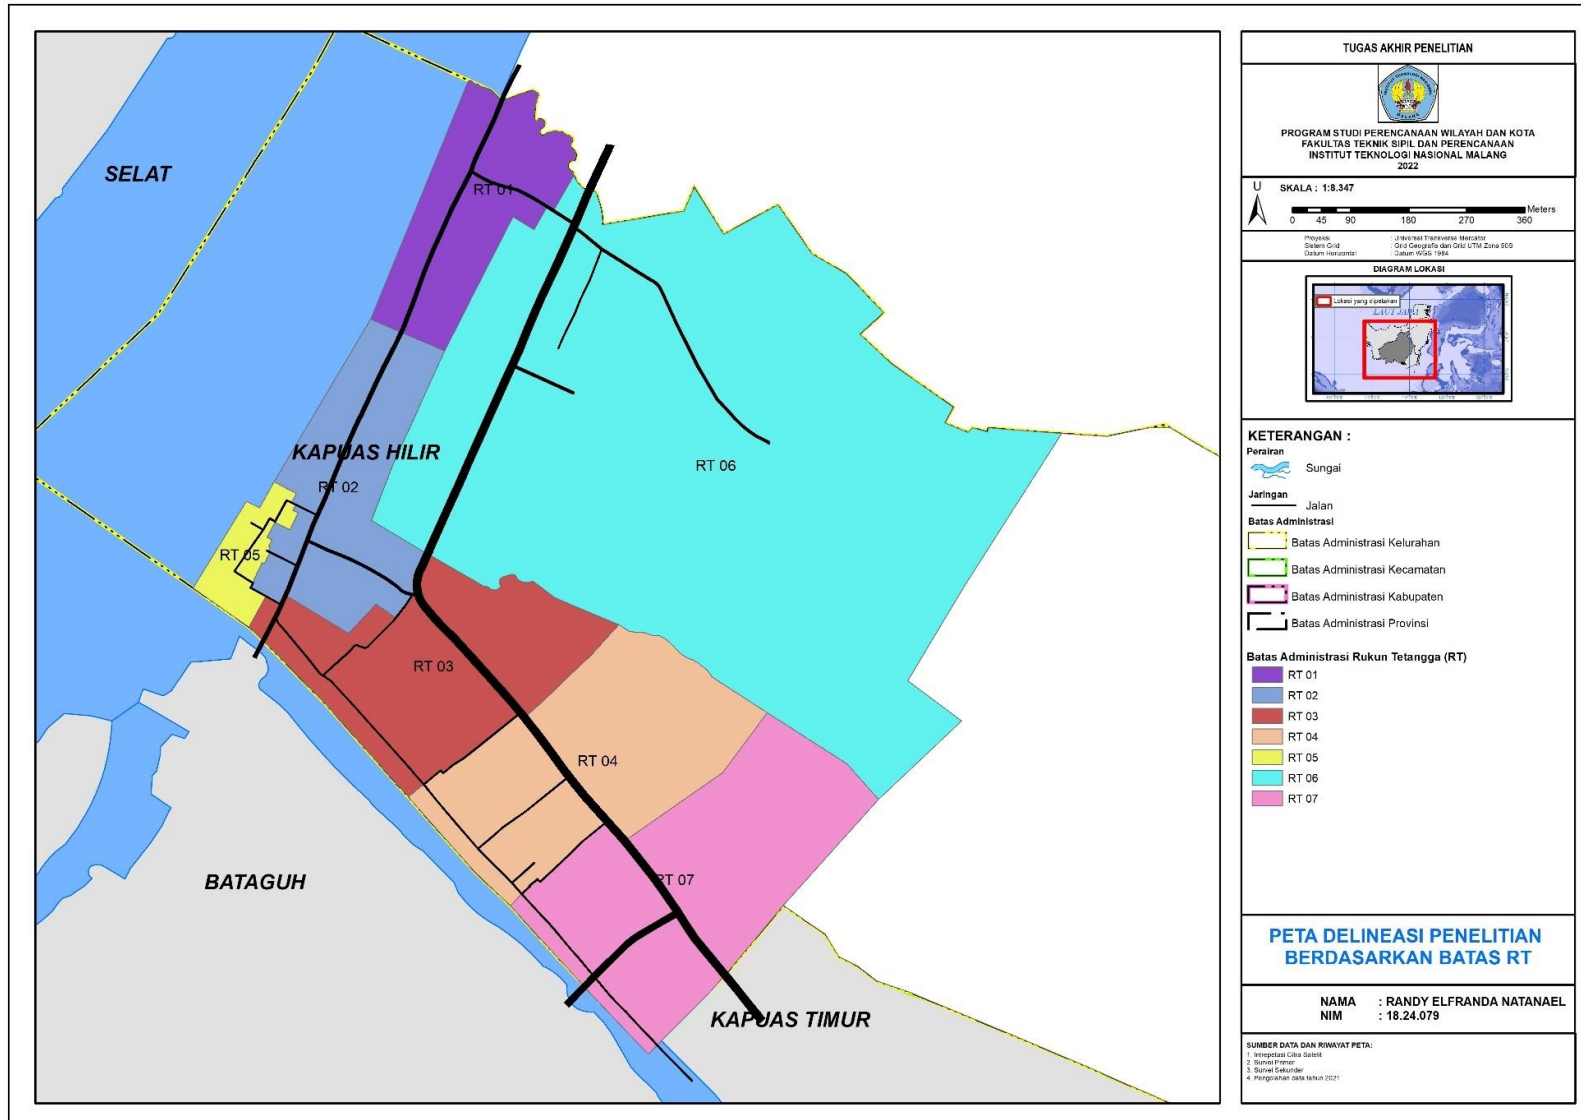 SELAT
RT 01
KAPUAS HILIR
RT 02
RT 06
RT 05
RT 03
RT 04
RT 07
BATAGUH
KAPUAS TIMUR
TUGAS AKHIR PENELITIAN
PROGRAM STUDI PERENCANAAN WILAYAH DAN KOTA
FAKULTAS TEKNIK SIPIL DAN PERENCANAAN
INSTITUT TEKNOLOGI NASIONAL MALANG
2022
U
SKALA : 1:8.347
Meters
0 45 90 180 270 360
Proyeksi : Universal Transverse Mercator
Sistem Grid : Grid Geografis dan Grid UTM Zona 50S
Datum Horizontal : Datum WGS 1984
DIAGRAM LOKASI
Lokasi yang dipetakan
KETERANGAN :
Perairan
Sungai
Jaringan
Jalan
Batas Administrasi
Batas Administrasi Kelurahan
Batas Administrasi Kecamatan
Batas Administrasi Kabupaten
Batas Administrasi Provinsi
Batas Administrasi Rukun Tetangga (RT)
RT 01
RT 02
RT 03
RT 04
RT 05
RT 06
RT 07
PETA DELINEASI PENELITIAN
BERDASARKAN BATAS RT
NAMA : RANDY ELFRANDA NATANAEL
NIM : 18.24.079
SUMBER DATA DAN RIWAYAT PETA:
1. Intrepetasi Citra Satelit
2. Survei Primer
3. Survei Sekunder
4. Pengolahan data tahun 2021